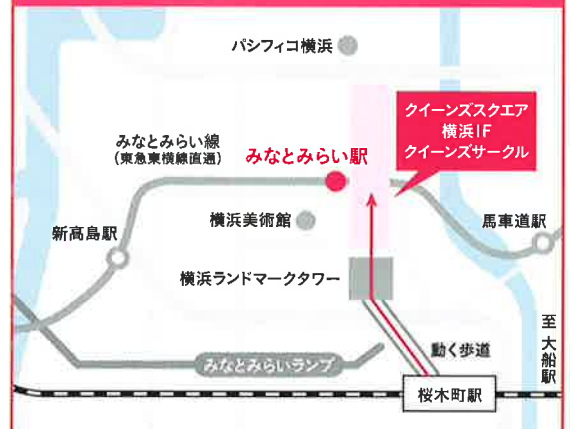 パシフィコ横浜
クイーンズスクエア
横浜1F
クイーンズサークル
みなとみらい線
(東急東横線直通)
みなとみらい駅
横浜美術館
馬車道駅
新高島駅
横浜ランドマークタワー
動く歩道
至大船駅
みなとみらいランプ
桜木町駅